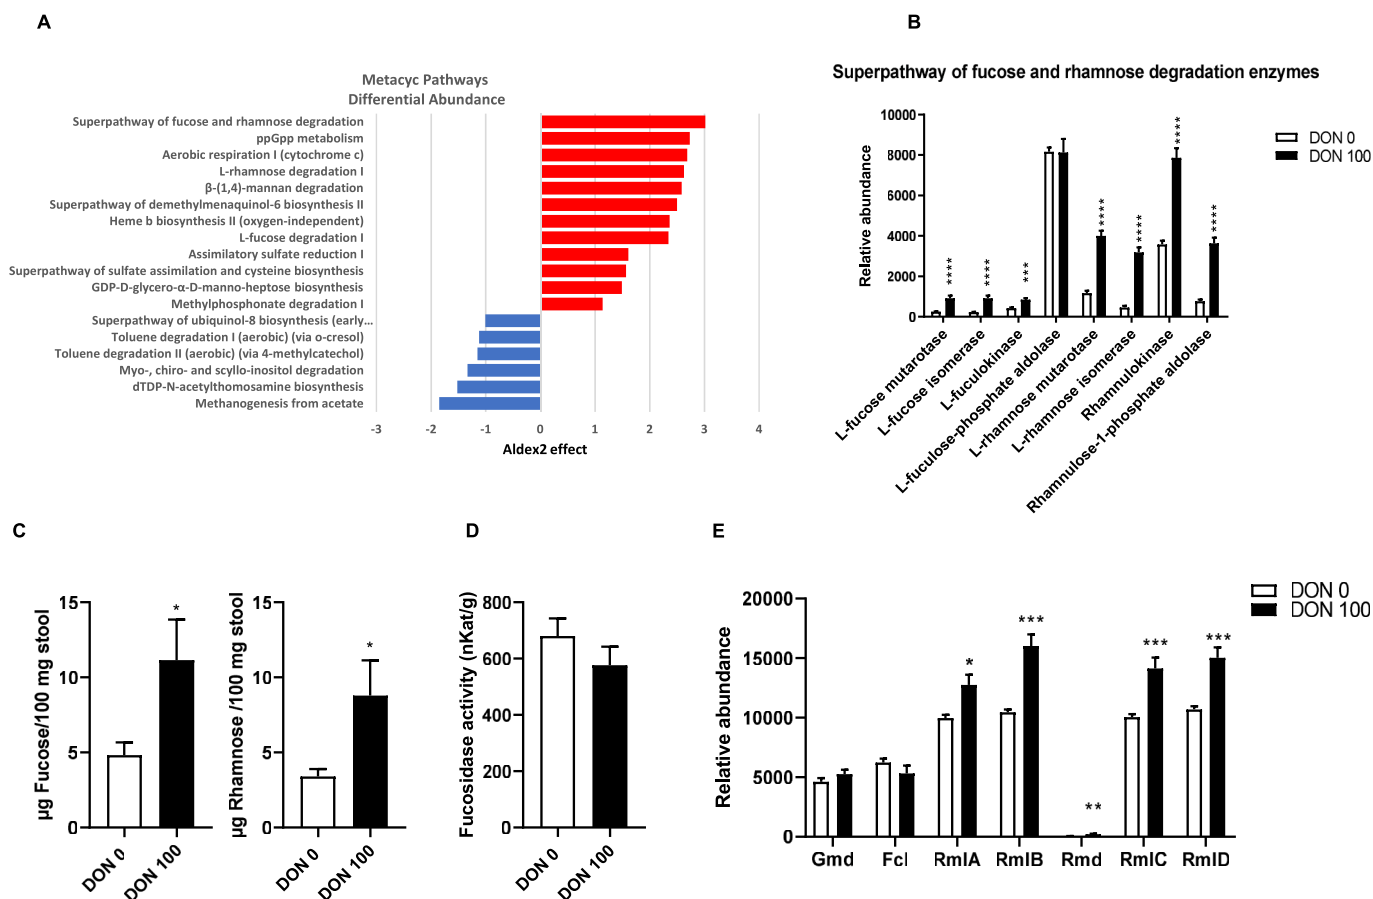 A
Metacyc Pathways
Differential Abundance
Superpathway of fucose and rhamnose degradation
ppGpp metabolism
Aerobic respiration I (cytochrome c)
L-rhamnose degradation I
β-(1,4)-mannan degradation
Superpathway of demethylmenaquinol-6 biosynthesis II
Heme b biosynthesis II (oxygen-independent)
L-fucose degradation I
Assimilatory sulfate reduction I
Superpathway of sulfate assimilation and cysteine biosynthesis
GDP-D-glycero-α-D-manno-heptose biosynthesis
Methylphosphonate degradation I
Superpathway of ubiquinol-8 biosynthesis (early…
Toluene degradation I (aerobic) (via o-cresol)
Toluene degradation II (aerobic) (via 4-methylcatechol)
Myo-, chiro- and scyllo-inositol degradation
dTDP-N-acetylthomosamine biosynthesis
Methanogenesis from acetate
-3 -2 -1 0 1 2 3 4
Aldex2 effect
B
Superpathway of fucose and rhamnose degradation enzymes
Relative abundance
10000
8000
6000
4000
2000
0
**** **** *** **** **** **** ****
DON 0
DON 100
L-fucose mutarotase
L-fucose isomerase
L-fuculokinase
L-fuculose-phosphate aldolase
L-rhamnose mutarotase
L-rhamnose isomerase
Rhamnulokinase
Rhamnulose-1-phosphate aldolase
C
µg Fucose/100 mg stool
15
10
5
0
*
DON 0
DON 100
µg Rhamnose /100 mg stool
15
10
5
0
*
DON 0
DON 100
D
Fucosidase activity (nKat/g)
800
600
400
200
0
DON 0
DON 100
E
Relative abundance
20000
15000
10000
5000
0
* *** ** *** ***
Gmd Fcl RmlA RmlB Rmd RmlC RmlD
DON 0
DON 100